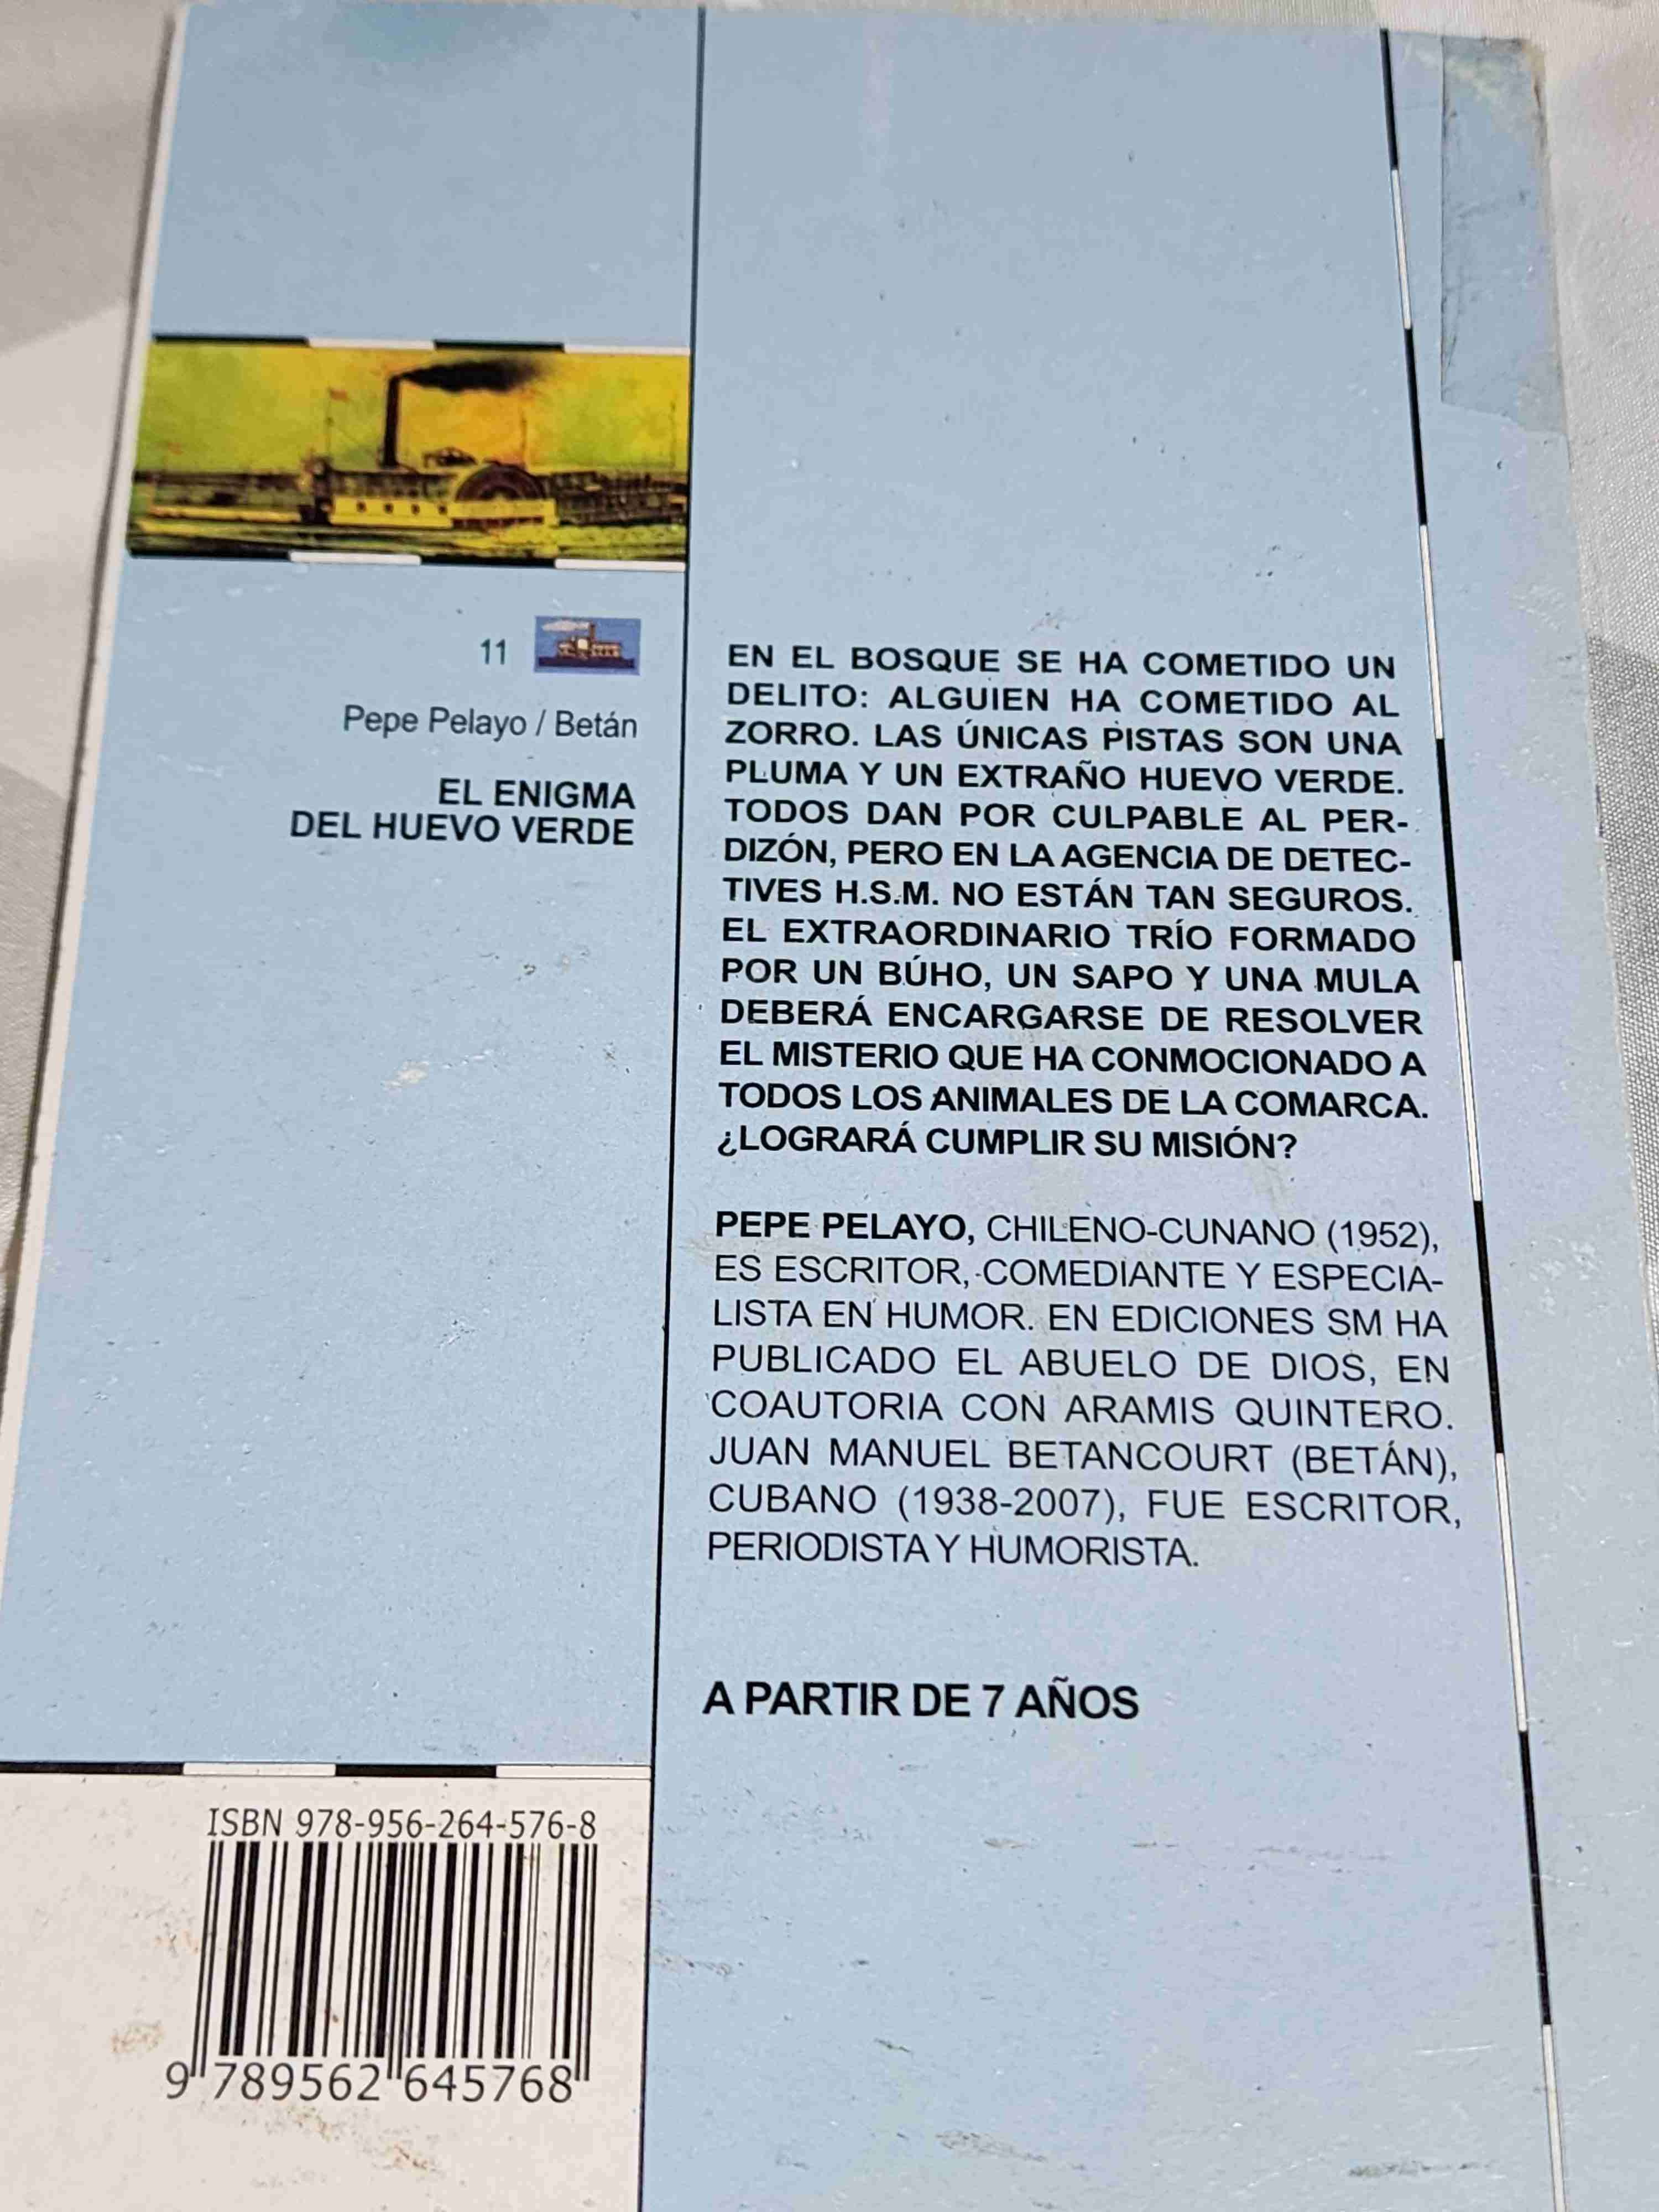 11
Pepe Pelayo / Betán
EL ENIGMA
DEL HUEVO VERDE
EN EL BOSQUE SE HA COMETIDO UN
DELITO: ALGUIEN HA COMETIDO AL
ZORRO. LAS ÚNICAS PISTAS SON UNA
PLUMA Y UN EXTRAÑO HUEVO VERDE.
TODOS DAN POR CULPABLE AL PER-
DIZÓN, PERO EN LA AGENCIA DE DETEC-
TIVES H.S.M. NO ESTÁN TAN SEGUROS.
EL EXTRAORDINARIO TRÍO FORMADO
POR UN BÚHO, UN SAPO Y UNA MULA
DEBERÁ ENCARGARSE DE RESOLVER
EL MISTERIO QUE HA CONMOCIONADO A
TODOS LOS ANIMALES DE LA COMARCA.
¿LOGRARÁ CUMPLIR SU MISIÓN?
PEPE PELAYO, CHILENO-CUNANO (1952),
ES ESCRITOR, COMEDIANTE Y ESPECIA-
LISTA EN HUMOR. EN EDICIONES SM HA
PUBLICADO EL ABUELO DE DIOS, EN
COAUTORIA CON ARAMIS QUINTERO.
JUAN MANUEL BETANCOURT (BETÁN),
CUBANO (1938-2007), FUE ESCRITOR,
PERIODISTA Y HUMORISTA.
A PARTIR DE 7 AÑOS
ISBN 978-956-264-576-8
9 789562 645768